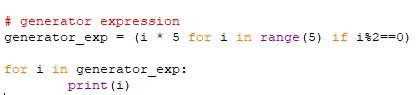 # generator expression
generator_exp = (i * 5 for i in range(5) if i%2==0)
for i in generator_exp:
        print(i)